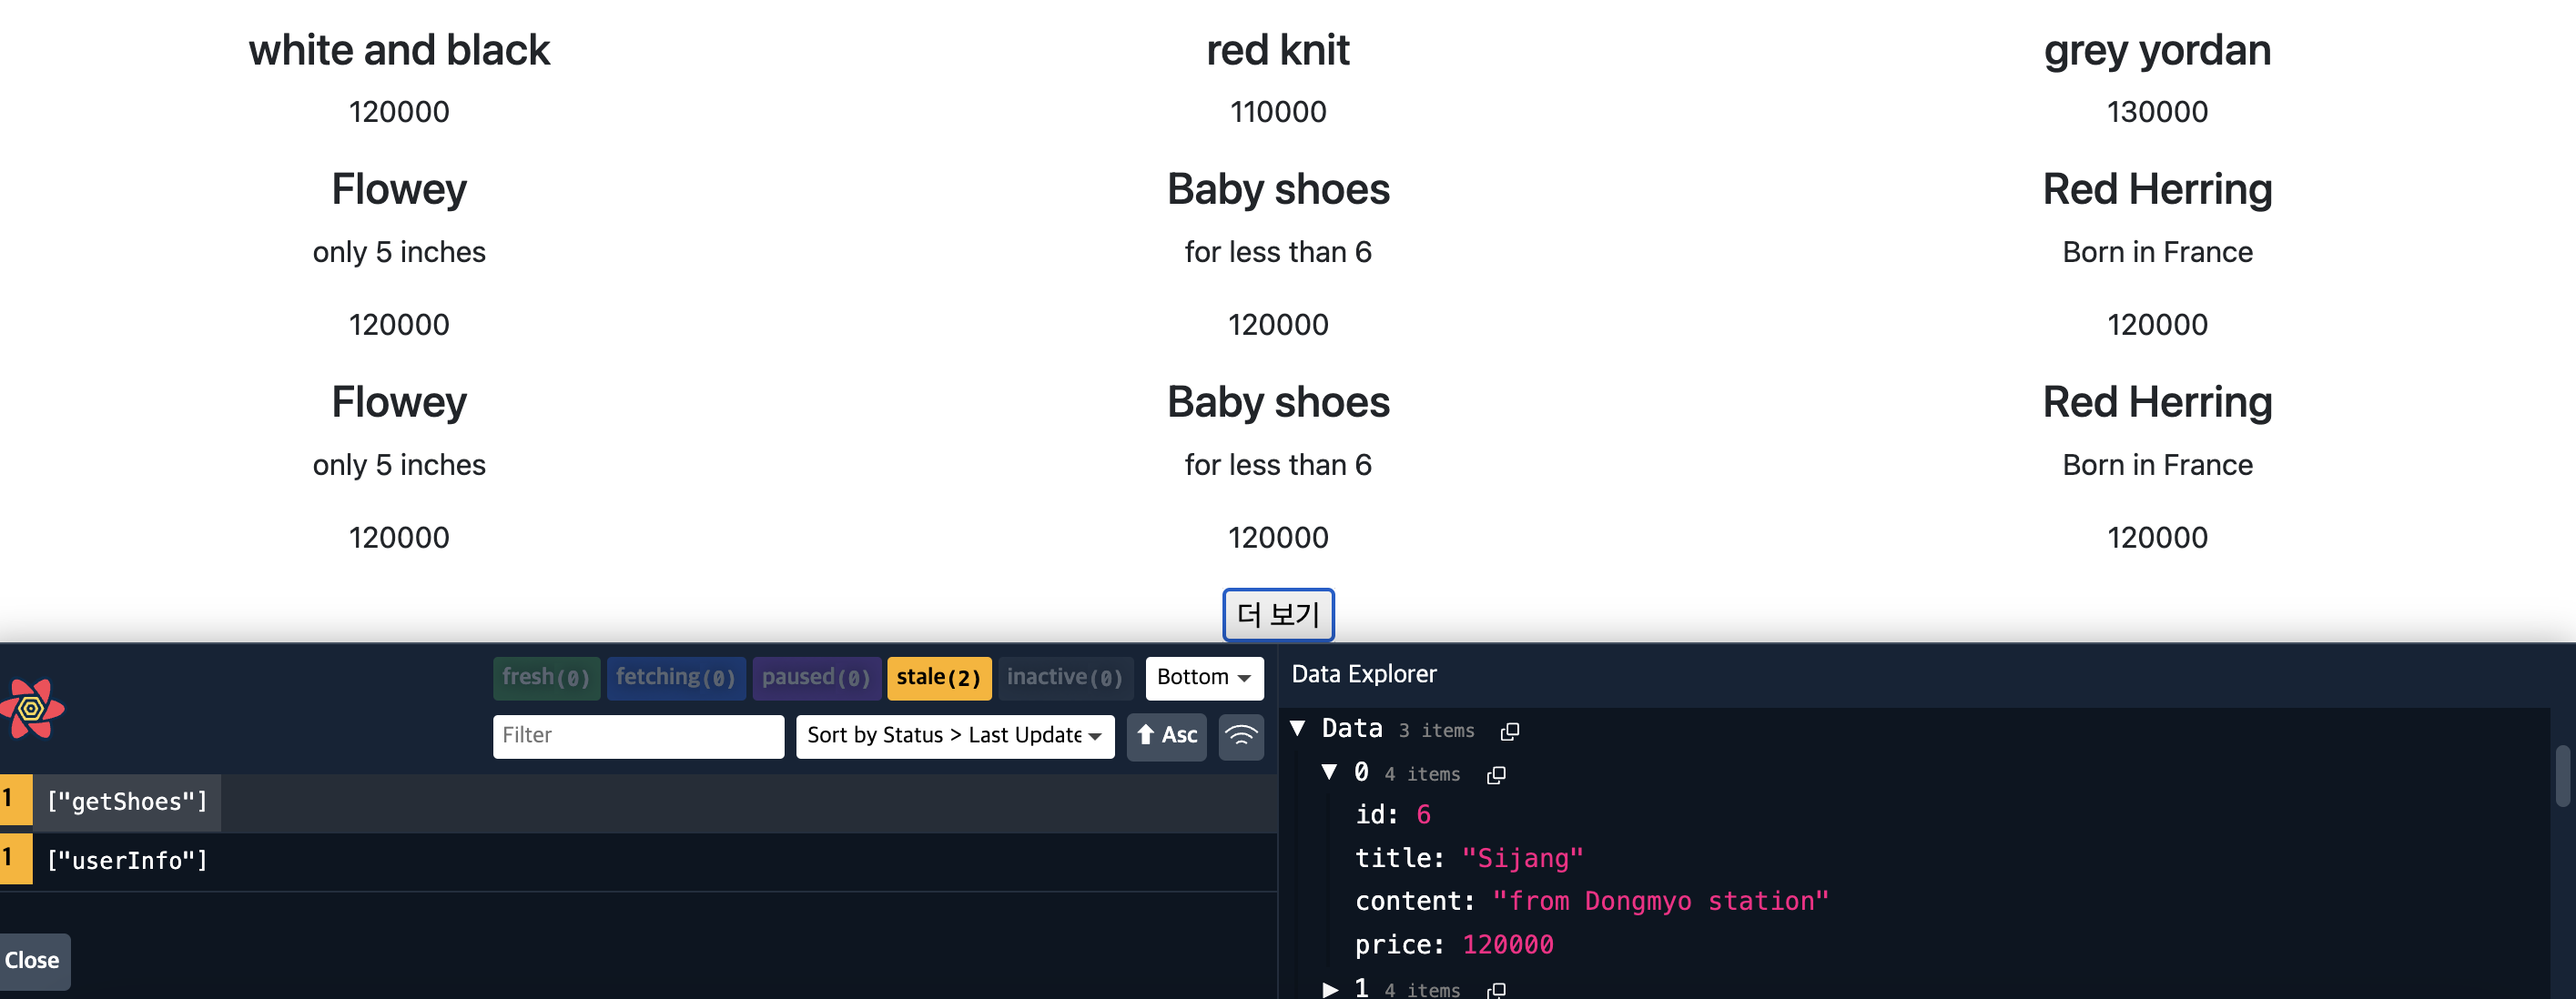 white and black red knit grey yordan
120000 110000 130000
Flowey Baby shoes Red Herring
only 5 inches for less than 6 Born in France
120000 120000 120000
Flowey Baby shoes Red Herring
only 5 inches for less than 6 Born in France
120000 120000 120000
더 보기
fresh(0) fetching(0) paused(0) stale(2) inactive(0) Bottom
Filter Sort by Status > Last Update Asc
1 ["getShoes"]
1 ["userInfo"]
Close
Data Explorer
Data 3 items
0 4 items
id: 6
title: "Sijang"
content: "from Dongmyo station"
price: 120000
1 4 items